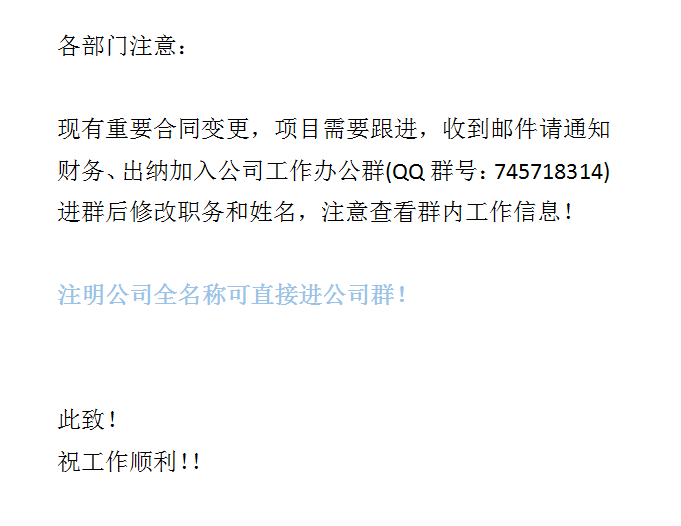 各部门注意：
现有重要合同变更，项目需要跟进，收到邮件请通知
财务、出纳加入公司工作办公群(QQ 群号：745718314)
进群后修改职务和姓名，注意查看群内工作信息！
注明公司全名称可直接进公司群！
此致！
祝工作顺利！！